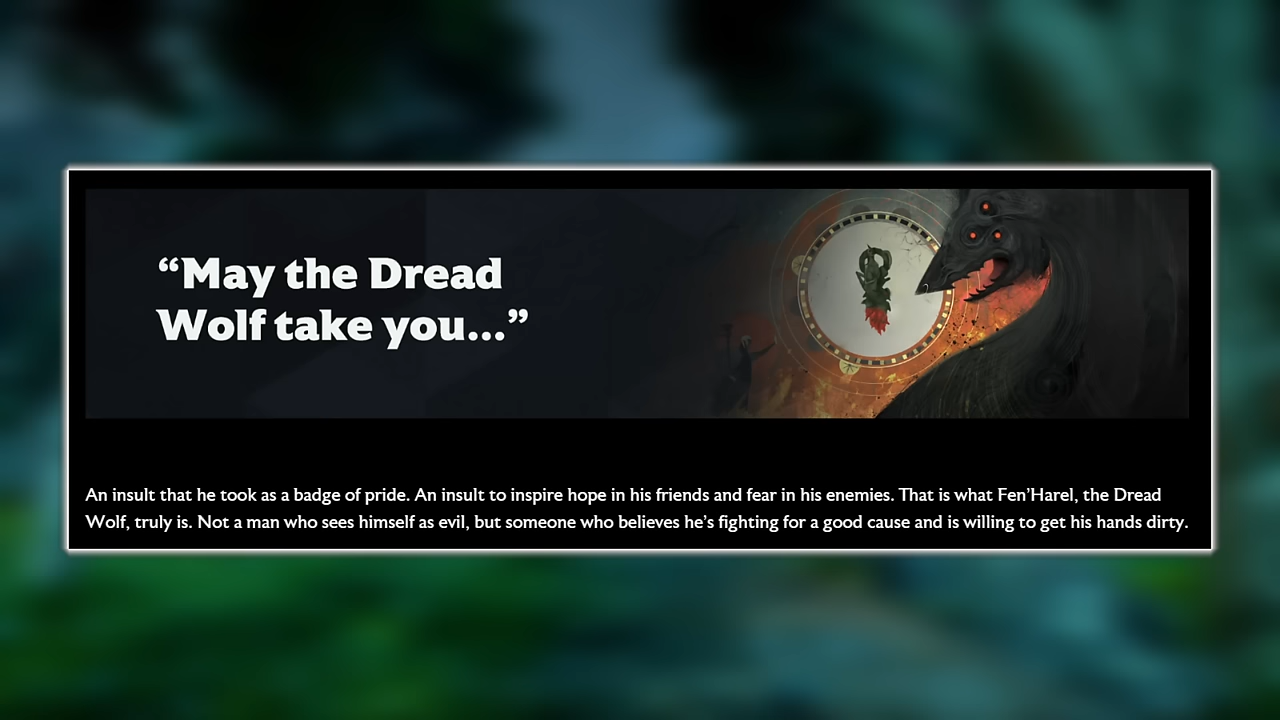 “May the Dread
Wolf take you...”
An insult that he took as a badge of pride. An insult to inspire hope in his friends and fear in his enemies. That is what Fen’Harel, the Dread
Wolf, truly is. Not a man who sees himself as evil, but someone who believes he’s fighting for a good cause and is willing to get his hands dirty.